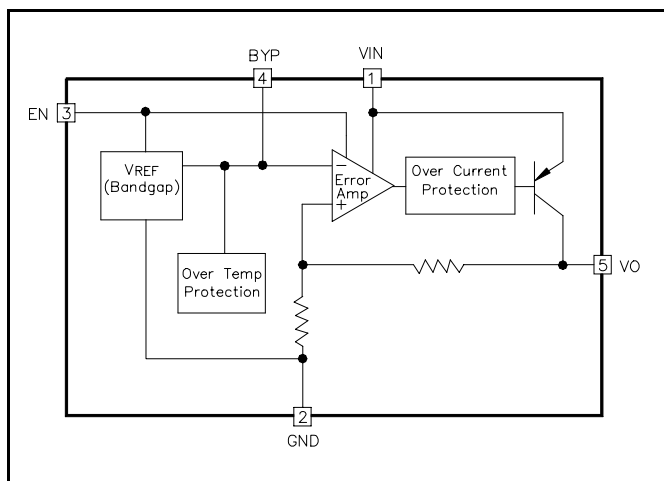 BYP
VIN
4
1
EN 3
VREF
(Bandgap)
−
Error
Amp
+
Over Current
Protection
Over Temp
Protection
5 VO
2
GND